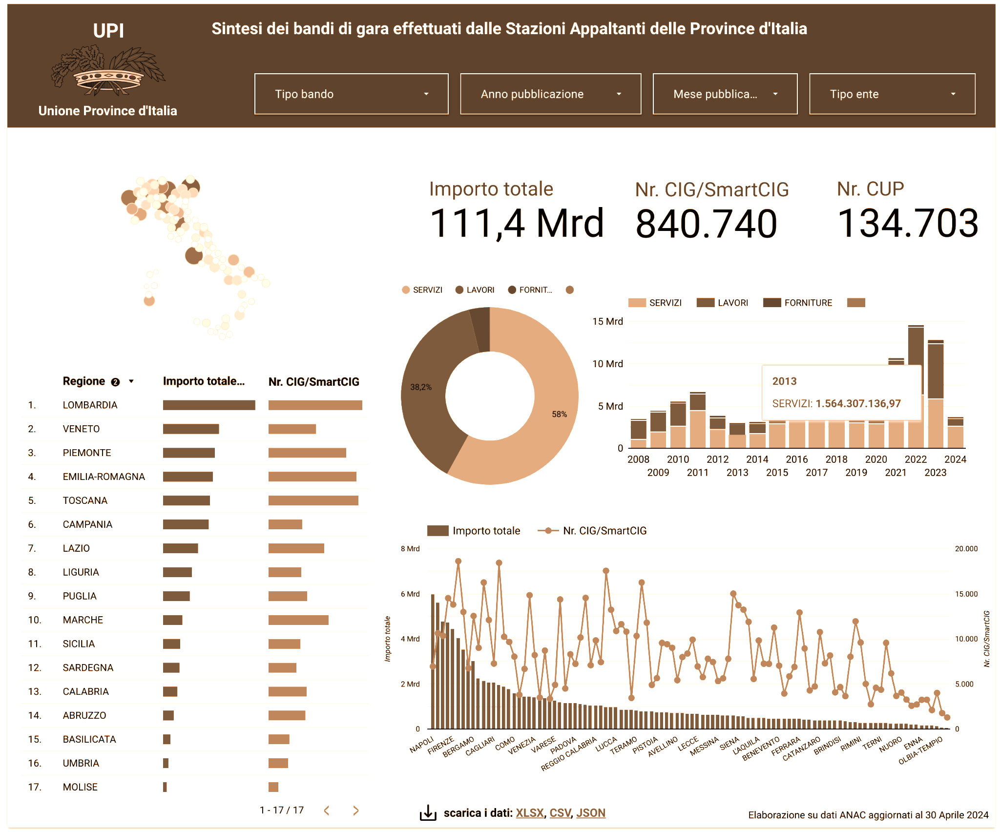 UPI
Unione Province d'Italia
Sintesi dei bandi di gara effettuati dalle Stazioni Appaltanti delle Province d'Italia
Tipo bando
Anno pubblicazione
Mese pubblica...
Tipo ente
Importo totale
111,4 Mrd
Nr. CIG/SmartCIG
840.740
Nr. CUP
134.703
Regione 2 Importo totale... Nr. CIG/SmartCIG
1. LOMBARDIA
2. VENETO
3. PIEMONTE
4. EMILIA-ROMAGNA
5. TOSCANA
6. CAMPANIA
7. LAZIO
8. LIGURIA
9. PUGLIA
10. MARCHE
11. SICILIA
12. SARDEGNA
13. CALABRIA
14. ABRUZZO
15. BASILICATA
16. UMBRIA
17. MOLISE
1 - 17 / 17
SERVIZI LAVORI FORNIT...
38,2%
58%
SERVIZI LAVORI FORNITURE
15 Mrd
10 Mrd
5 Mrd
0
2013
SERVIZI: 1.564.307.136,97
2008 2010 2012 2014 2016 2018 2020 2022 2024
2009 2011 2013 2015 2017 2019 2021 2023
Importo totale Nr. CIG/SmartCIG
8 Mrd
6 Mrd
4 Mrd
2 Mrd
0
Importo totale
20.000
15.000
10.000
5.000
0
Nr. CIG/SmartCIG
NAPOLI
FIRENZE
BERGAMO
CAGLIARI
COMO
VENEZIA
VARESE
PADOVA
REGGIO CALABRIA
LUCCA
TERAMO
PISTOIA
AVELLINO
LECCE
MESSINA
SIENA
L'AQUILA
BENEVENTO
FERRARA
CATANZARO
BRINDISI
RIMINI
TERNI
NUORO
ENNA
OLBIA-TEMPIO
scarica i dati: XLSX, CSV, JSON
Elaborazione su dati ANAC aggiornati al 30 Aprile 2024